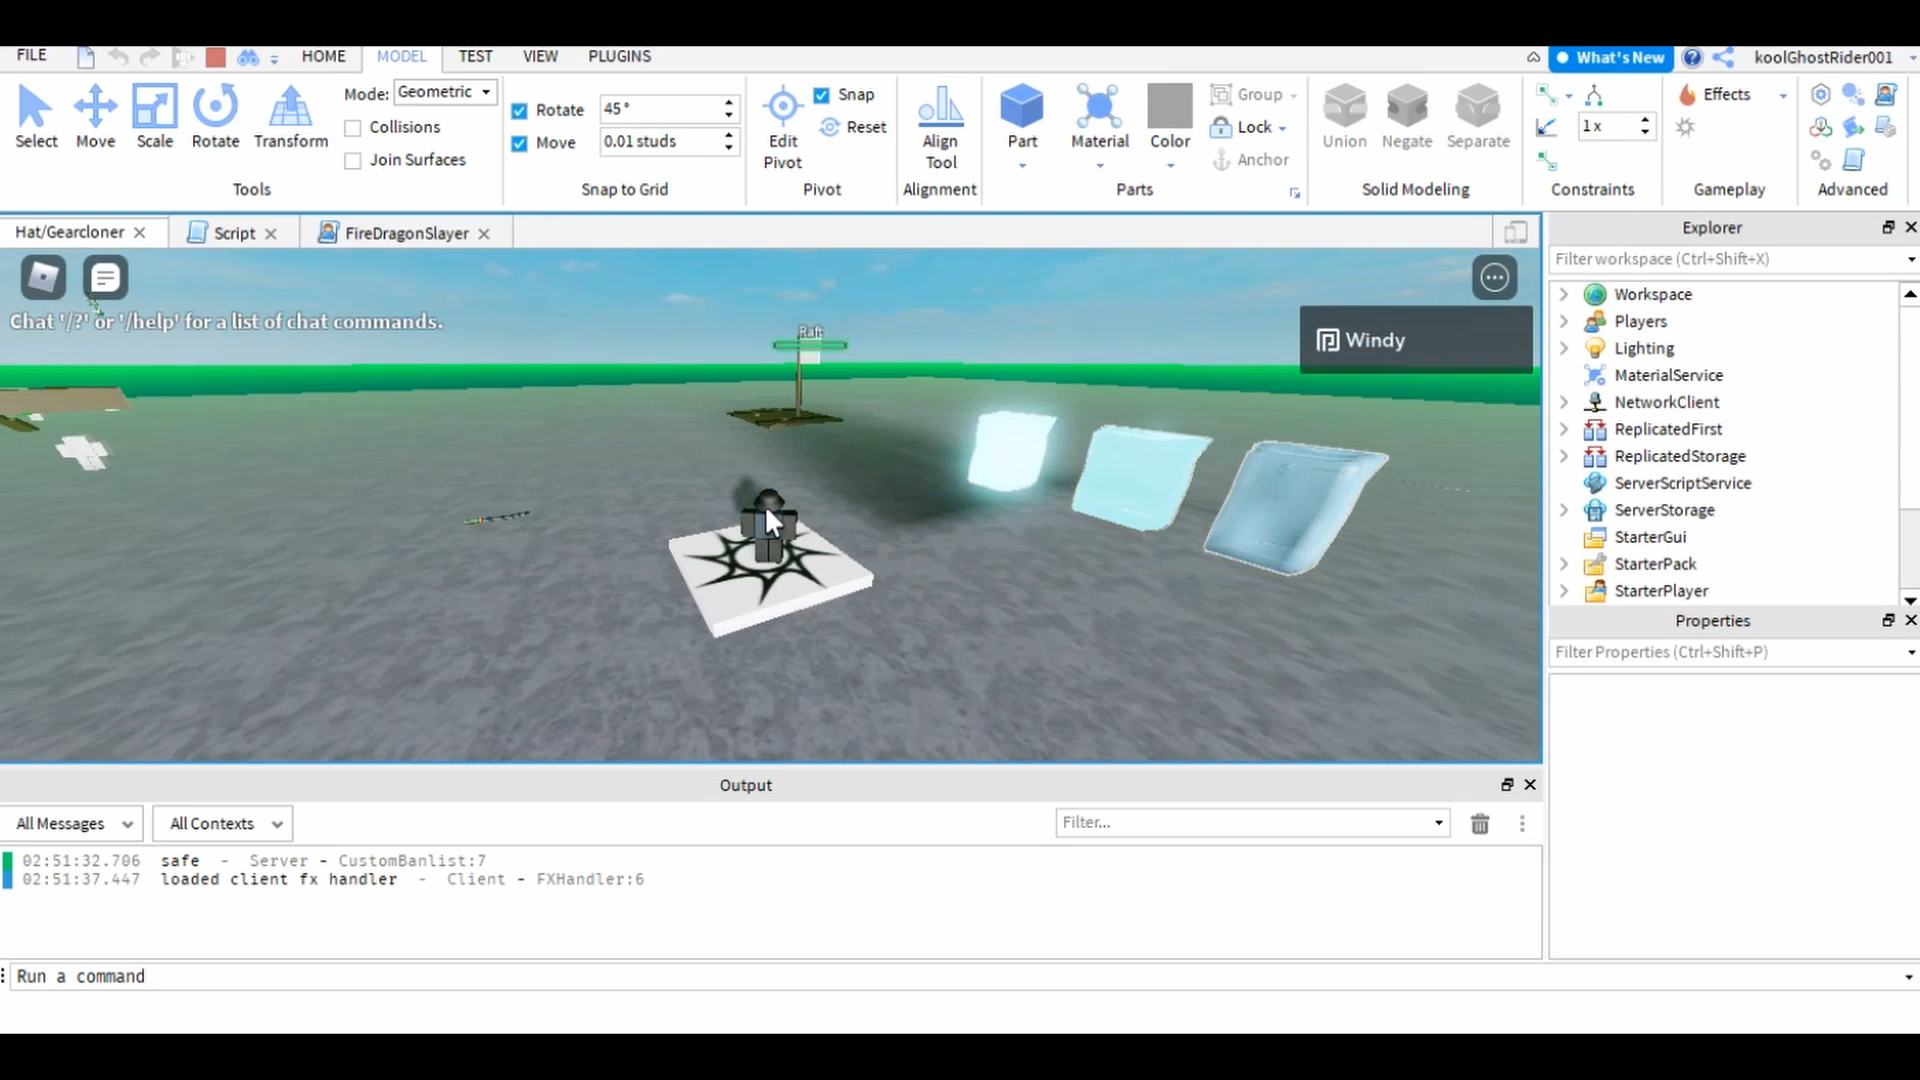 FILE HOME MODEL TEST VIEW PLUGINS What's New koolGhostRider001
Select Move Scale Rotate Transform
Mode: Geometric
Collisions
Join Surfaces
Tools
Rotate 45°
Move 0.01 studs
Snap to Grid
Edit Pivot
Snap
Reset
Pivot
Align Tool
Alignment
Part Material Color
Group
Lock
Anchor
Parts
Union Negate Separate
Solid Modeling
1x
Constraints
Effects
Gameplay
Advanced
Hat/Gearcloner Script FireDragonSlayer
Chat '/?' or '/help' for a list of chat commands.
Raft
Windy
Explorer
Filter workspace (Ctrl+Shift+X)
Workspace
Players
Lighting
MaterialService
NetworkClient
ReplicatedFirst
ReplicatedStorage
ServerScriptService
ServerStorage
StarterGui
StarterPack
StarterPlayer
Properties
Filter Properties (Ctrl+Shift+P)
Output
All Messages All Contexts Filter...
02:51:32.706 safe - Server - CustomBanlist:7
02:51:37.447 loaded client fx handler - Client - FXHandler:6
Run a command